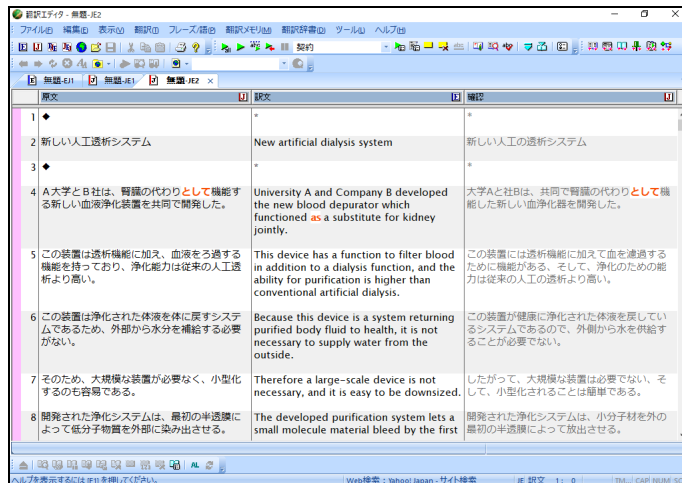 翻訳エディタ - 無題-JE2
ファイル(F) 編集(E) 表示(V) 翻訳(T) フレーズ/語(P) 翻訳メモリ(M) 翻訳辞書(D) ツール(L) ヘルプ(H)
契約
無題-EJ1 無題-JE1 無題-JE2 ×
原文 J 訳文 E 確認 J
1 ◆ * *
2 新しい人工透析システム New artificial dialysis system 新しい人工の透析システム
3 ◆ * *
4 A大学とB社は、腎臓の代わりとして機能す University A and Company B developed 大学Aと社Bは、共同で腎臓の代わりとして機
る新しい血液浄化装置を共同で開発した。 the new blood depurator which 能した新しい血浄化器を開発した。
functioned as a substitute for kidney
jointly.
5 この装置は透析機能に加え、血液をろ過する This device has a function to filter blood この装置には透析機能に加えて血を濾過する
機能を持っており、浄化能力は従来の人工透 in addition to a dialysis function, and the ために機能がある、そして、浄化のための能
析より高い。 ability for purification is higher than 力は従来の人工の透析より高い。
conventional artificial dialysis.
6 この装置は浄化された体液を体に戻すシステ Because this device is a system returning この装置が健康に浄化された体液を戻してい
ムであるため、外部から水分を補給する必要 purified body fluid to health, it is not るシステムであるので、外側から水を供給す
がない。 necessary to supply water from the ることが必要でない。
outside.
7 そのため、大規模な装置が必要なく、小型化 Therefore a large-scale device is not したがって、大規模な装置は必要でない、そ
するのも容易である。 necessary, and it is easy to be downsized. して、小型化されることは簡単である。
8 開発された浄化システムは、最初の半透膜に The developed purification system lets a 開発された浄化システムは、小分子材を外の
よって低分子物質を外部に染み出させる。 small molecule material bleed by the first 最初の半透膜によって放出させる。
AL
ヘルプを表示するには [F1] を押してください。 Web検索 : Yahoo! Japan - サイト検索 JE 訳文 1: 0 TM... CAP NUM